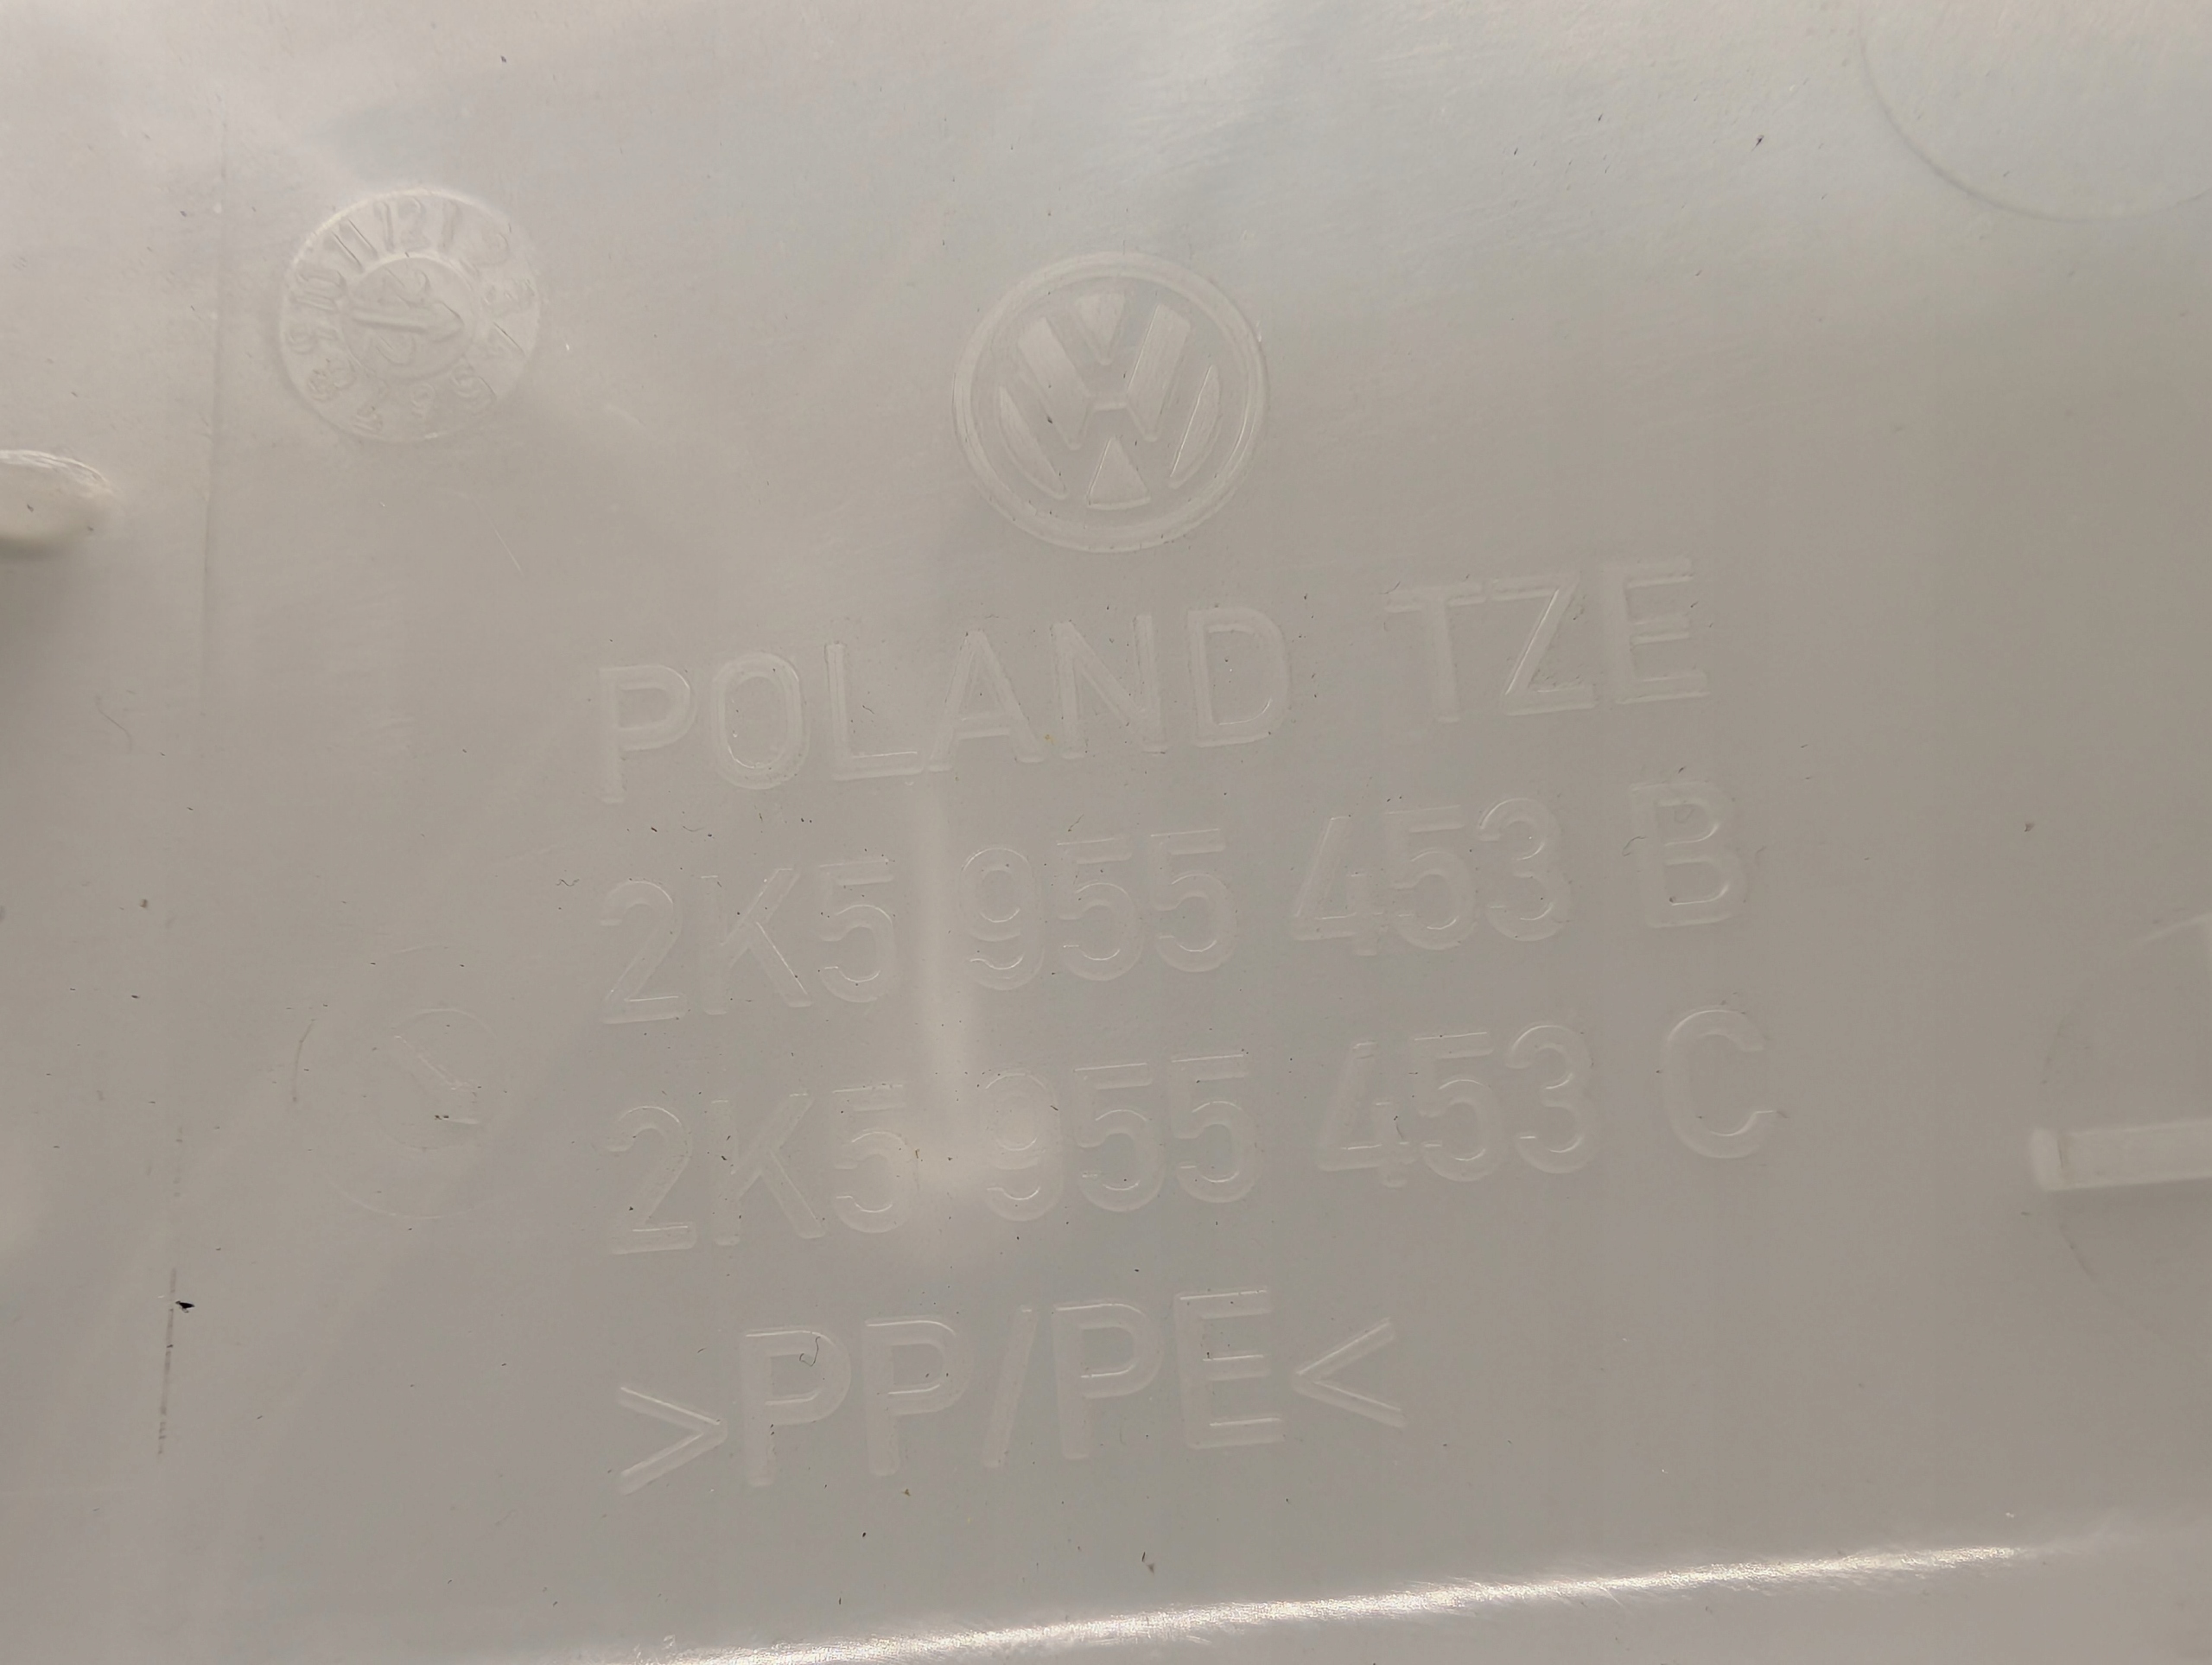 POLAND TZE
2K5 955 453 B
2K5 955 453 C
>PP/PE<